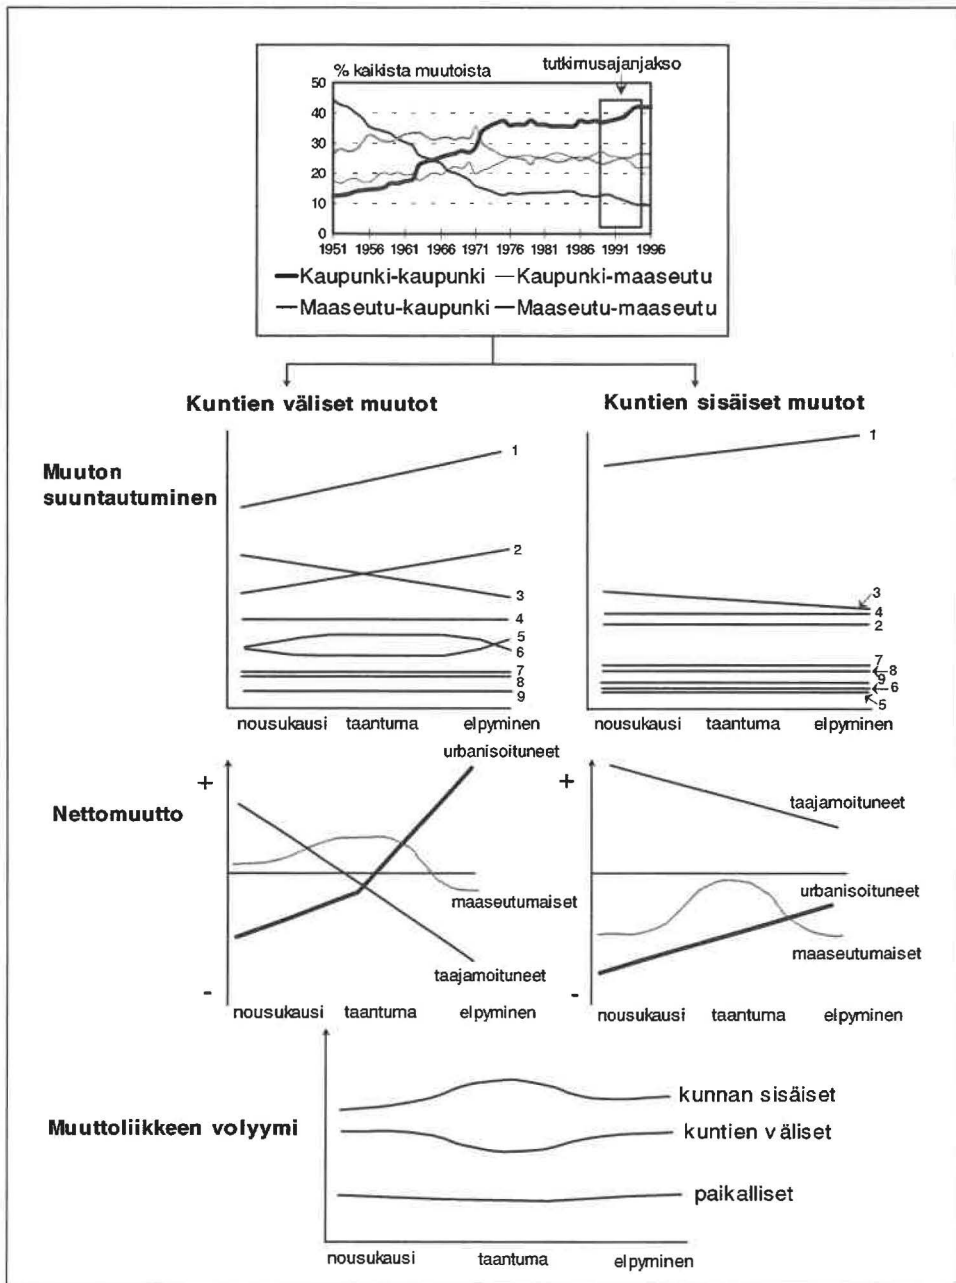 tutkimusajanjakso
% kaikista muutoista
50
40
30
20
10
0
1951 1956 1961 1966 1971 1976 1981 1986 1991 1996
Kaupunki-kaupunki Kaupunki-maaseutu
Maaseutu-kaupunki Maaseutu-maaseutu
Kuntien väliset muutot
Kuntien sisäiset muutot
Muuton
suuntautuminen
1
2
3
4
5
6
7
8
9
nousukausi taantuma elpyminen
1
3
4
2
7
8
9
6
5
nousukausi taantuma elpyminen
Nettomuutto
+
-
urbanisoituneet
maaseutumaiset
taajamoituneet
nousukausi taantuma elpyminen
+
-
taajamoituneet
urbanisoituneet
maaseutumaiset
nousukausi taantuma elpyminen
Muuttoliikkeen volyymi
kunnan sisäiset
kuntien väliset
paikalliset
nousukausi taantuma elpyminen